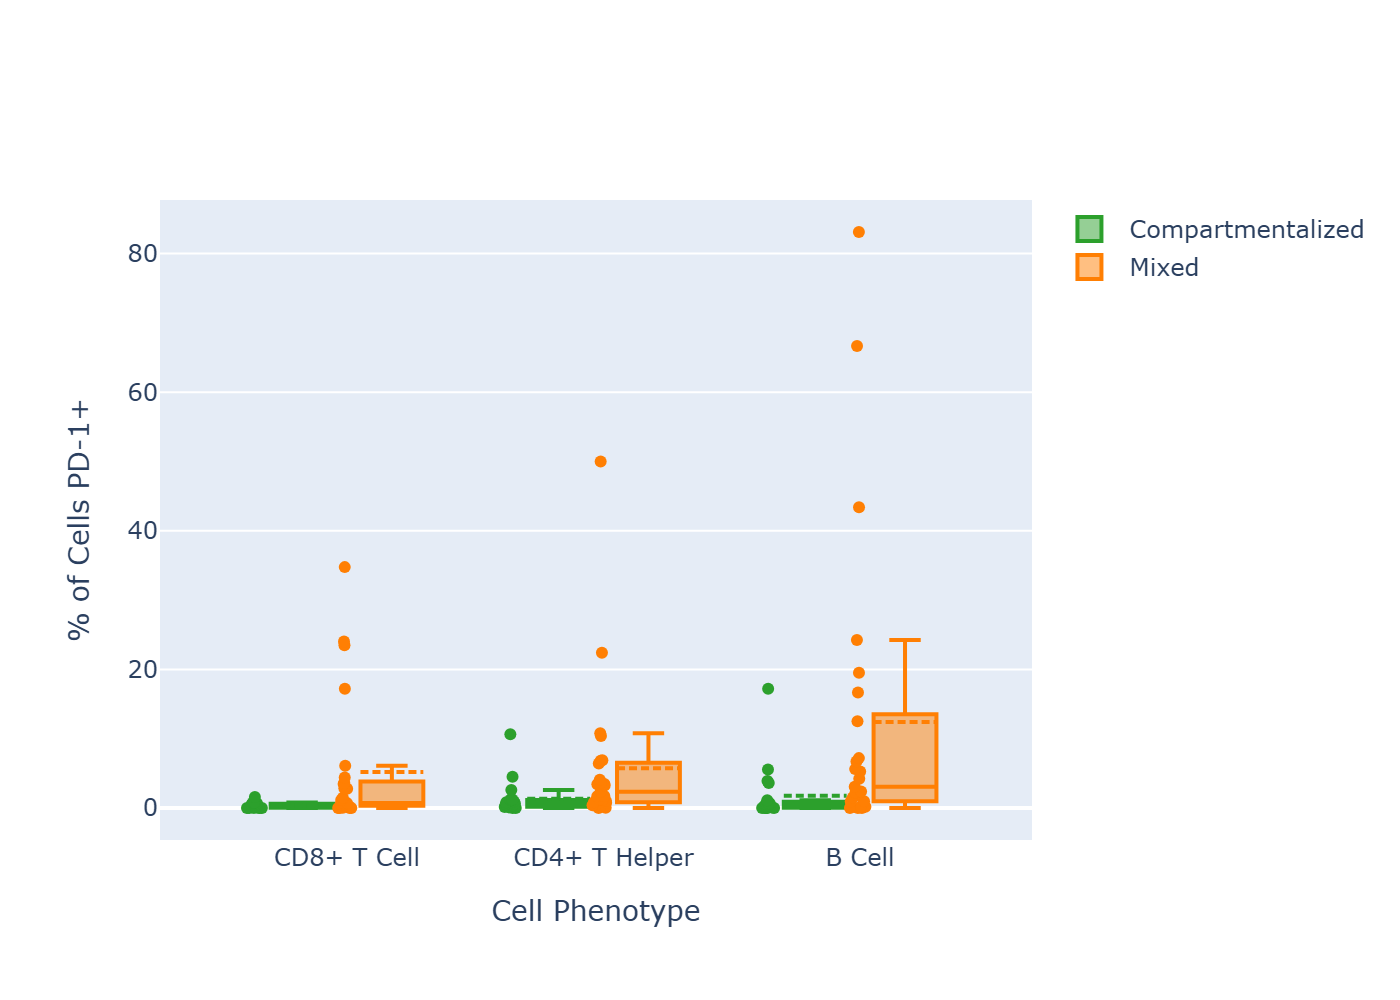 Compartmentalized
Mixed
80
60
40
20
0
% of Cells PD-1+
CD8+ T Cell
CD4+ T Helper
B Cell
Cell Phenotype